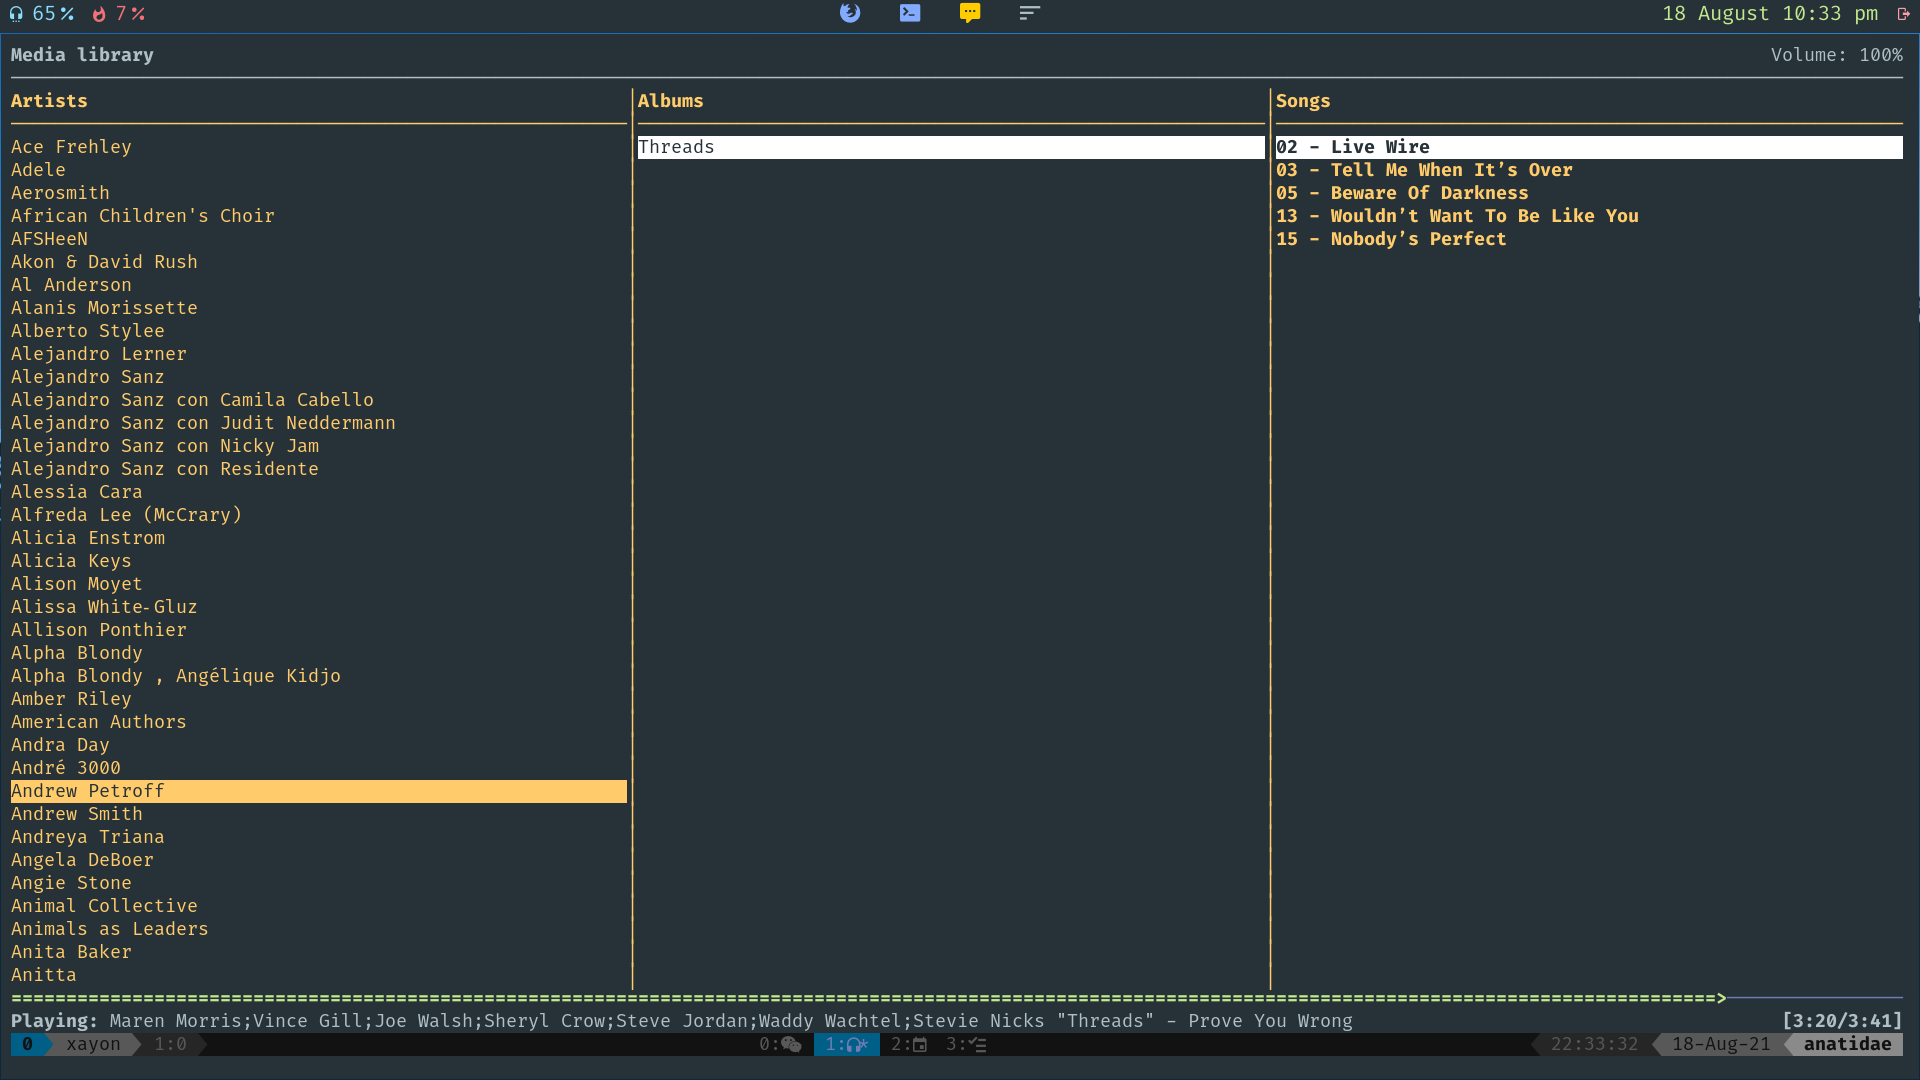 65% 7% 18 August 10:33 pm
Media library Volume: 100%
Artists
Ace Frehley
Adele
Aerosmith
African Children's Choir
AFSHeeN
Akon & David Rush
Al Anderson
Alanis Morissette
Alberto Stylee
Alejandro Lerner
Alejandro Sanz
Alejandro Sanz con Camila Cabello
Alejandro Sanz con Judit Neddermann
Alejandro Sanz con Nicky Jam
Alejandro Sanz con Residente
Alessia Cara
Alfreda Lee (McCrary)
Alicia Enstrom
Alicia Keys
Alison Moyet
Alissa White-Gluz
Allison Ponthier
Alpha Blondy
Alpha Blondy , Angélique Kidjo
Amber Riley
American Authors
Andra Day
André 3000
Andrew Petroff
Andrew Smith
Andreya Triana
Angela DeBoer
Angie Stone
Animal Collective
Animals as Leaders
Anita Baker
Anitta
Albums
Threads
Songs
02 - Live Wire
03 - Tell Me When It’s Over
05 - Beware Of Darkness
13 - Wouldn’t Want To Be Like You
15 - Nobody’s Perfect
Playing: Maren Morris;Vince Gill;Joe Walsh;Sheryl Crow;Steve Jordan;Waddy Wachtel;Stevie Nicks "Threads" - Prove You Wrong [3:20/3:41]
0 xayon 1:0 0: 1:* 2: 3: 22:33:32 18-Aug-21 anatidae